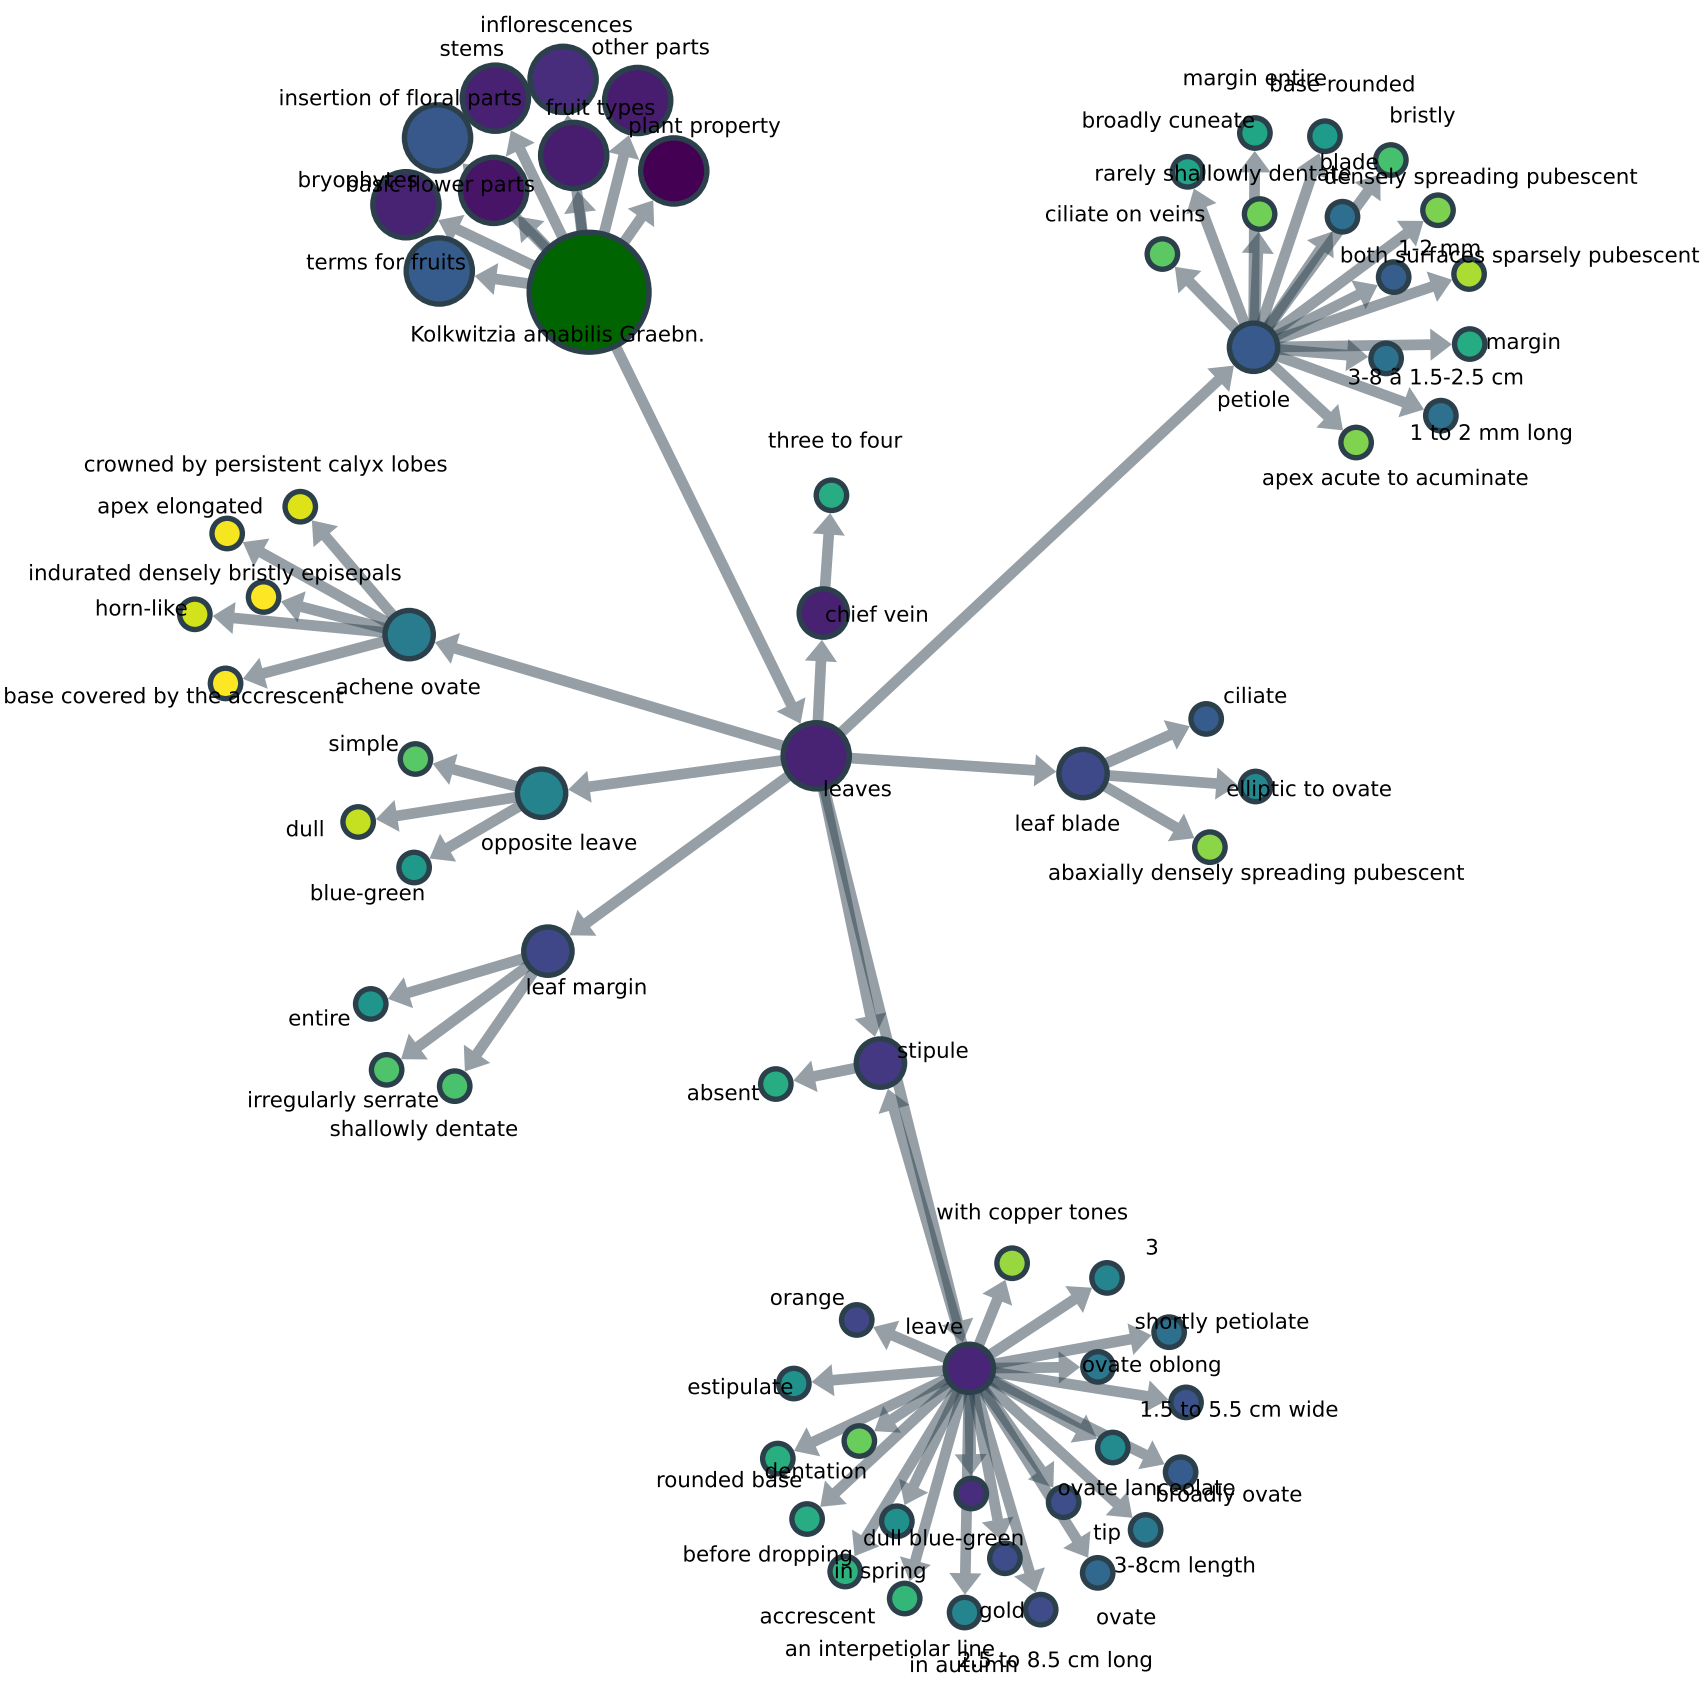 inflorescences
stems
other parts
insertion of floral parts
fruit types
plant property
bryophytes
basic flower parts
terms for fruits
Kolkwitzia amabilis Graebn.
margin entire
base rounded
broadly cuneate
bristly
blade
rarely shallowly dentate
densely spreading pubescent
ciliate on veins
1-2 mm
both surfaces sparsely pubescent
margin
3-8 à 1.5-2.5 cm
petiole
1 to 2 mm long
apex acute to acuminate
three to four
chief vein
crowned by persistent calyx lobes
apex elongated
indurated densely bristly episepals
horn-like
base covered by the accrescent
achene ovate
simple
dull
opposite leave
blue-green
leaves
ciliate
elliptic to ovate
leaf blade
abaxially densely spreading pubescent
leaf margin
entire
irregularly serrate
shallowly dentate
stipule
absent
with copper tones
3
orange
leave
shortly petiolate
ovate oblong
estipulate
1.5 to 5.5 cm wide
rounded base
dentation
ovate lanceolate
broadly ovate
tip
dull blue-green
before dropping
in spring
3-8cm length
accrescent
gold
ovate
an interpetiolar line
in autumn
2.5 to 8.5 cm long